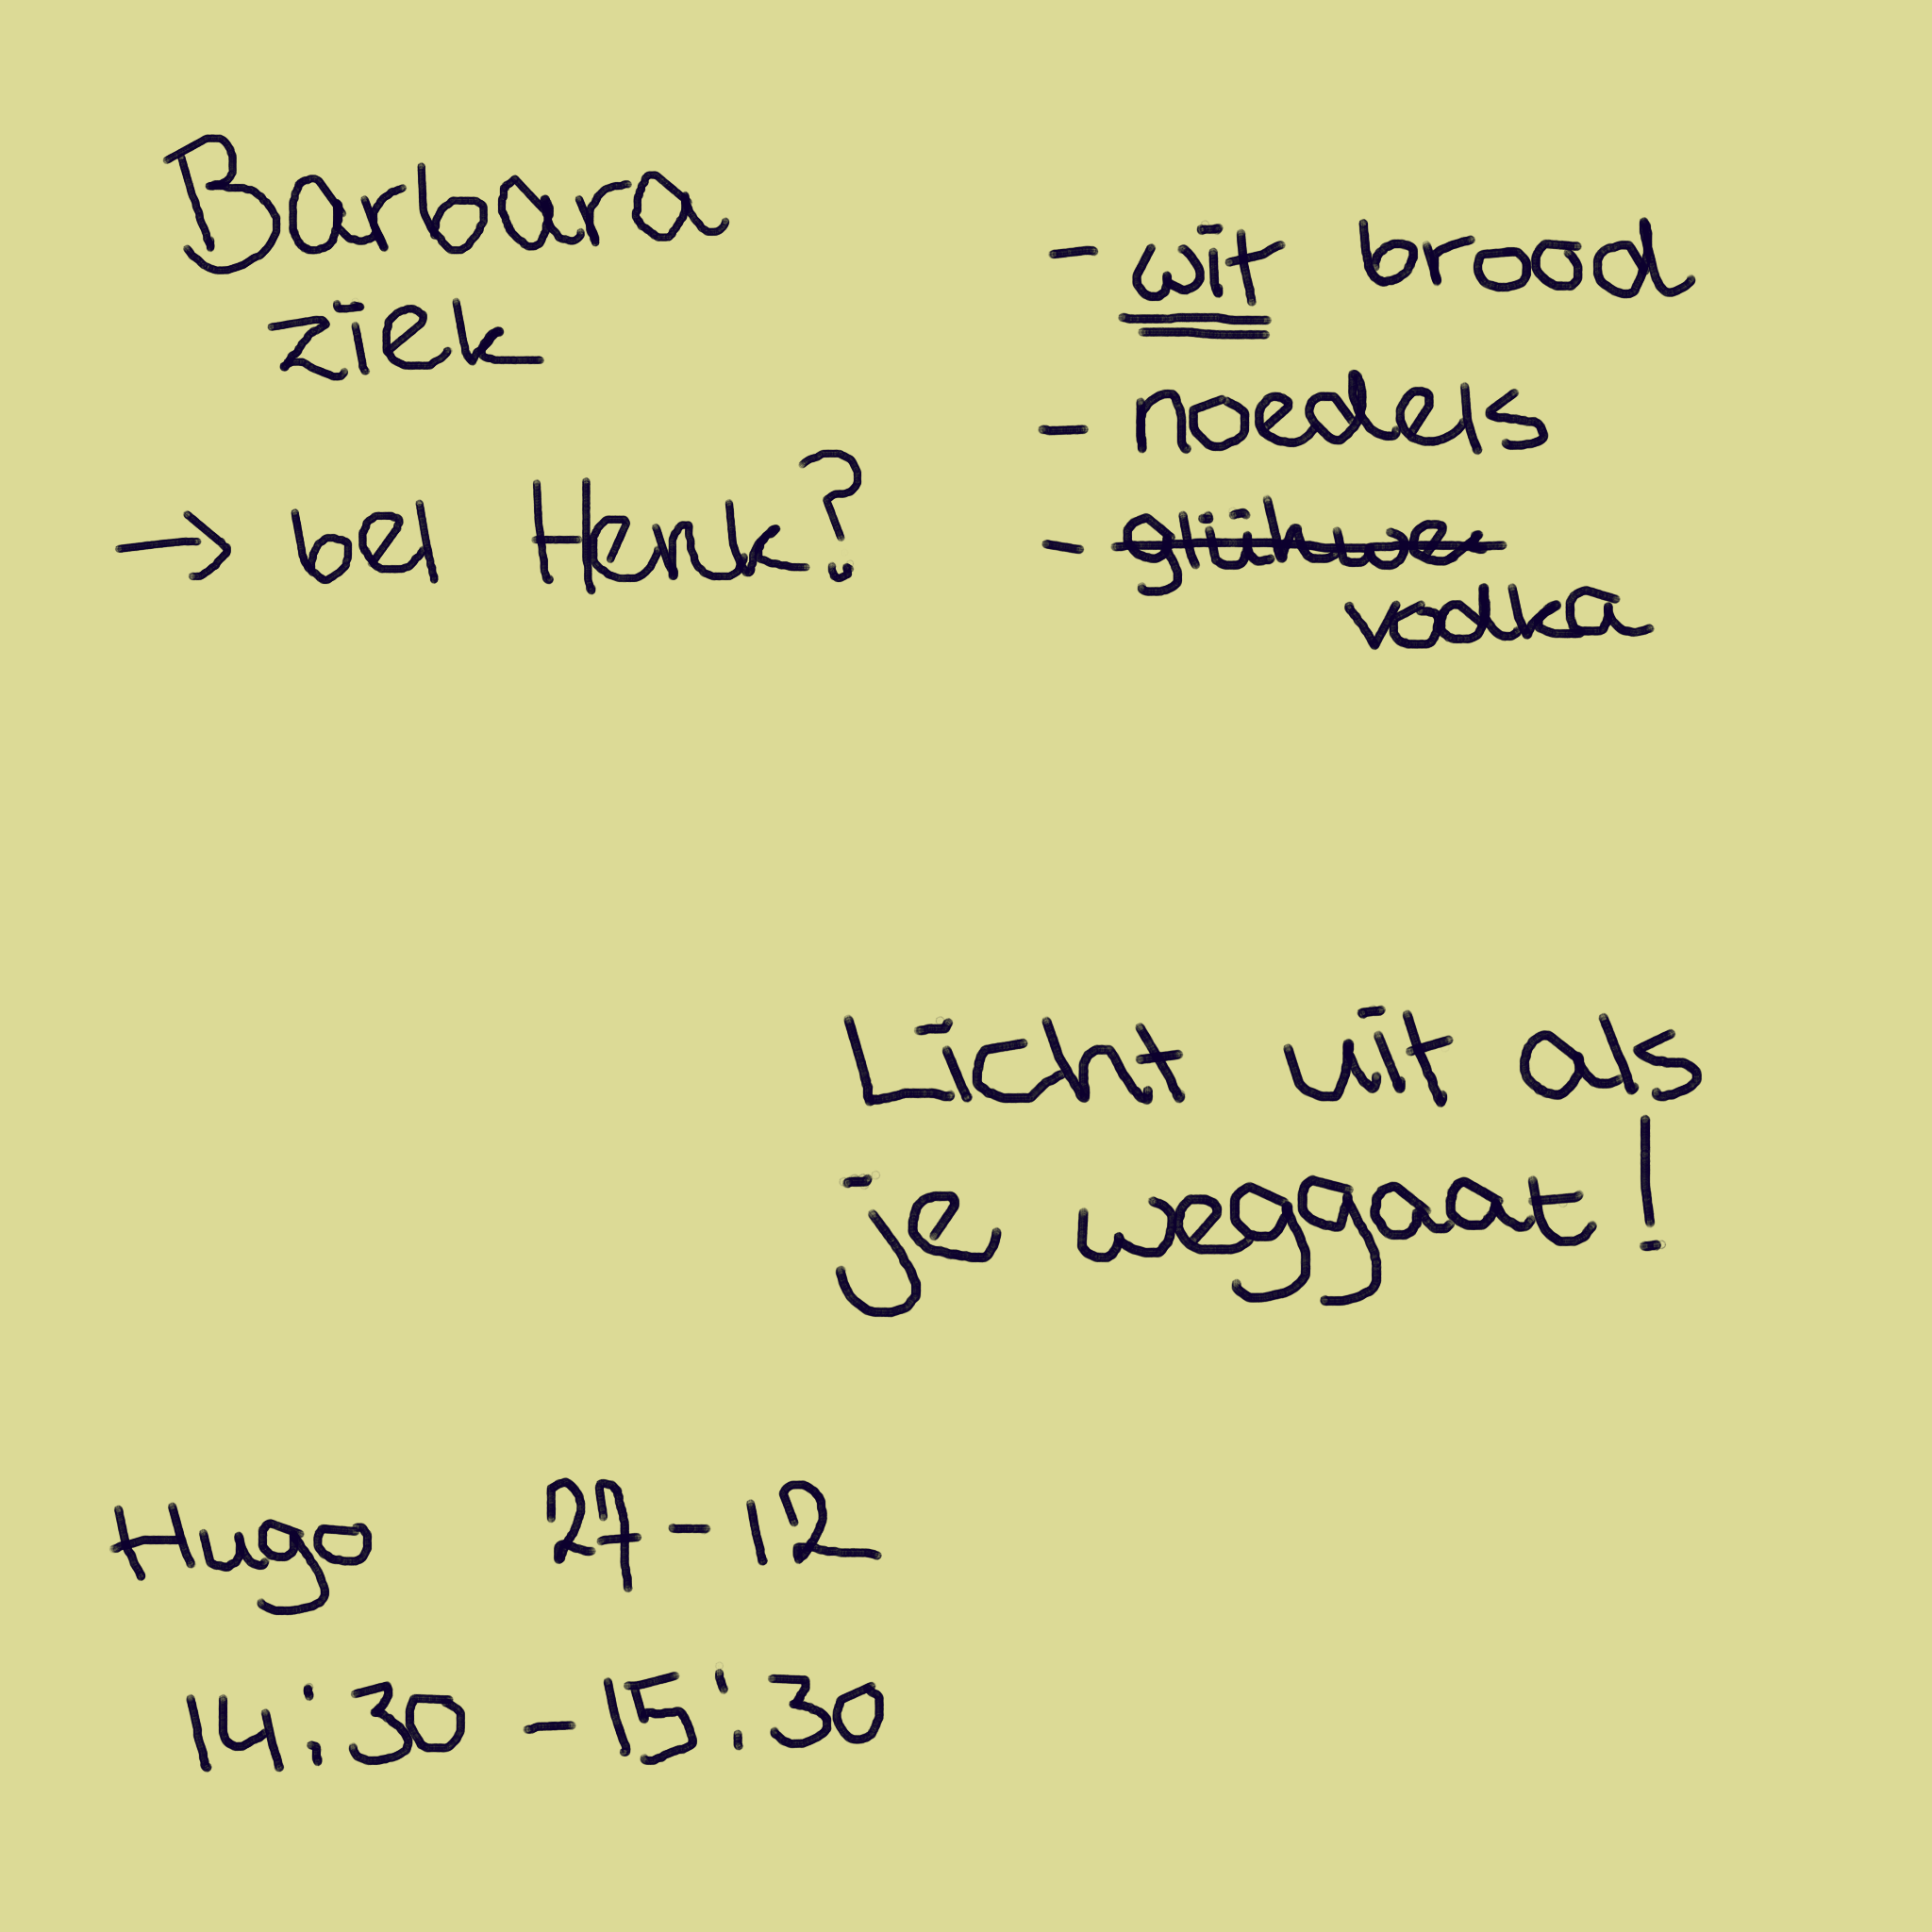 Barbara
ziek
→ bel Henk?
- wit brood
- noedels
- glühwein
vodka
Licht uit als
je weggaat!
Hugo 27-12
14:30 - 15:30